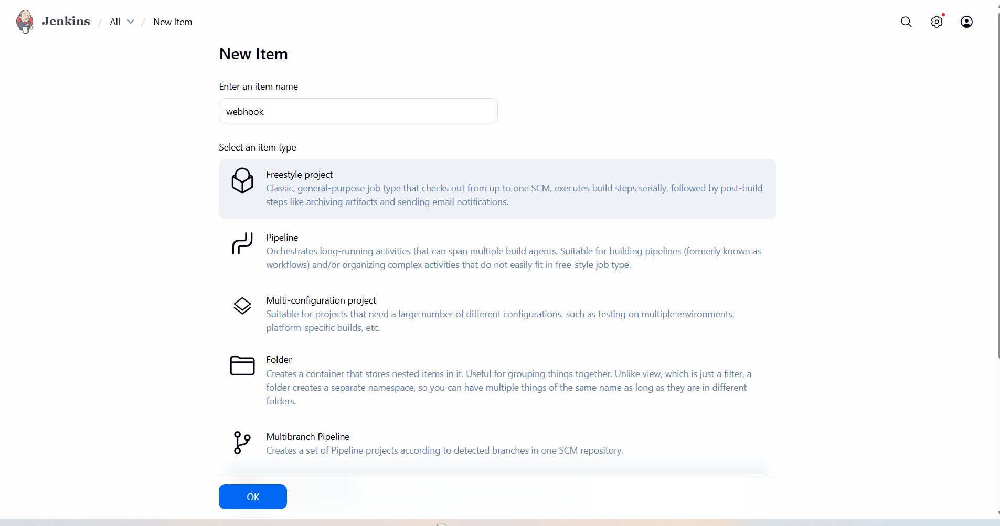 Jenkins / All / New Item
New Item
Enter an item name
webhook
Select an item type
Freestyle project
Classic, general-purpose job type that checks out from up to one SCM, executes build steps serially, followed by post-build
steps like archiving artifacts and sending email notifications.
Pipeline
Orchestrates long-running activities that can span multiple build agents. Suitable for building pipelines (formerly known as
workflows) and/or organizing complex activities that do not easily fit in free-style job type.
Multi-configuration project
Suitable for projects that need a large number of different configurations, such as testing on multiple environments,
platform-specific builds, etc.
Folder
Creates a container that stores nested items in it. Useful for grouping things together. Unlike view, which is just a filter, a
folder creates a separate namespace, so you can have multiple things of the same name as long as they are in different
folders.
Multibranch Pipeline
Creates a set of Pipeline projects according to detected branches in one SCM repository.
OK